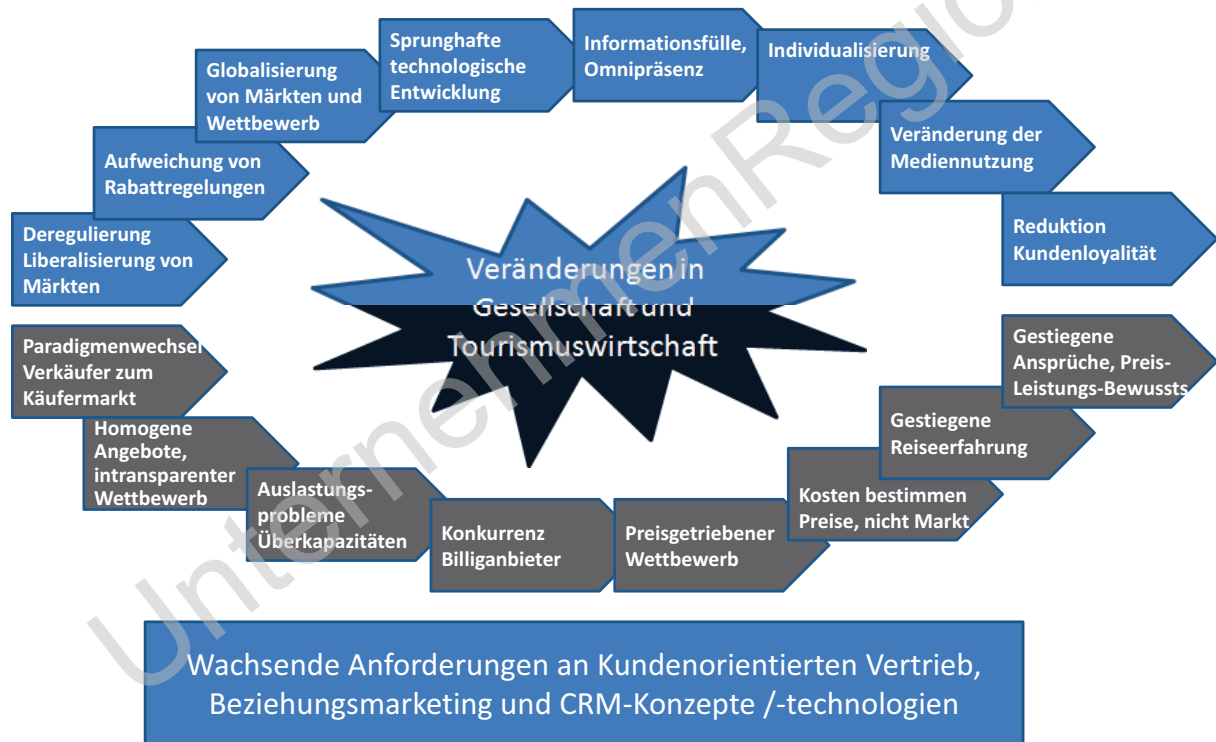 Sprunghafte
technologische
Entwicklung
Informationsfülle,
Omnipräsenz
Individualisierung
Globalisierung
von Märkten und
Wettbewerb
Veränderung der
Mediennutzung
Aufweichung von
Rabattregelungen
Reduktion
Kundenloyalität
Deregulierung
Liberalisierung von
Märkten
Veränderungen in
Gesellschaft und
Tourismuswirtschaft
Paradigmenwechsel
Verkäufer zum
Käufermarkt
Gestiegene
Ansprüche, Preis-
Leistungs-Bewussts
Homogene
Angebote,
intransparenter
Wettbewerb
Gestiegene
Reiseerfahrung
Auslastungs-
probleme
Überkapazitäten
Konkurrenz
Billiganbieter
Preisgetriebener
Wettbewerb
Kosten bestimmen
Preise, nicht Markt
Wachsende Anforderungen an Kundenorientierten Vertrieb,
Beziehungsmarketing und CRM-Konzepte /-technologien
UnternehmenRegio